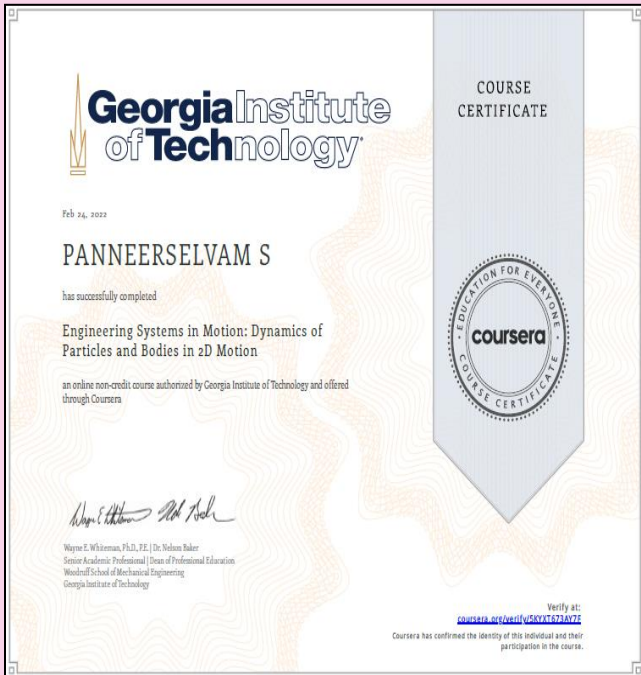 Georgia Institute
of Technology
COURSE
CERTIFICATE
Feb 24, 2022
PANNEERSELVAM S
has successfully completed
Engineering Systems in Motion: Dynamics of
Particles and Bodies in 2D Motion
an online non-credit course authorized by Georgia Institute of Technology and offered
through Coursera
EDUCATION FOR EVERYONE
coursera
COURSE CERTIFICATE
Wayne E. Whiteman, Ph.D., P.E. | Dr. Nelson Baker
Senior Academic Professional | Dean of Professional Education
Woodruff School of Mechanical Engineering
Georgia Institute of Technology
Verify at:
coursera.org/verify/5KYXT673AY7F
Coursera has confirmed the identity of this individual and their
participation in the course.